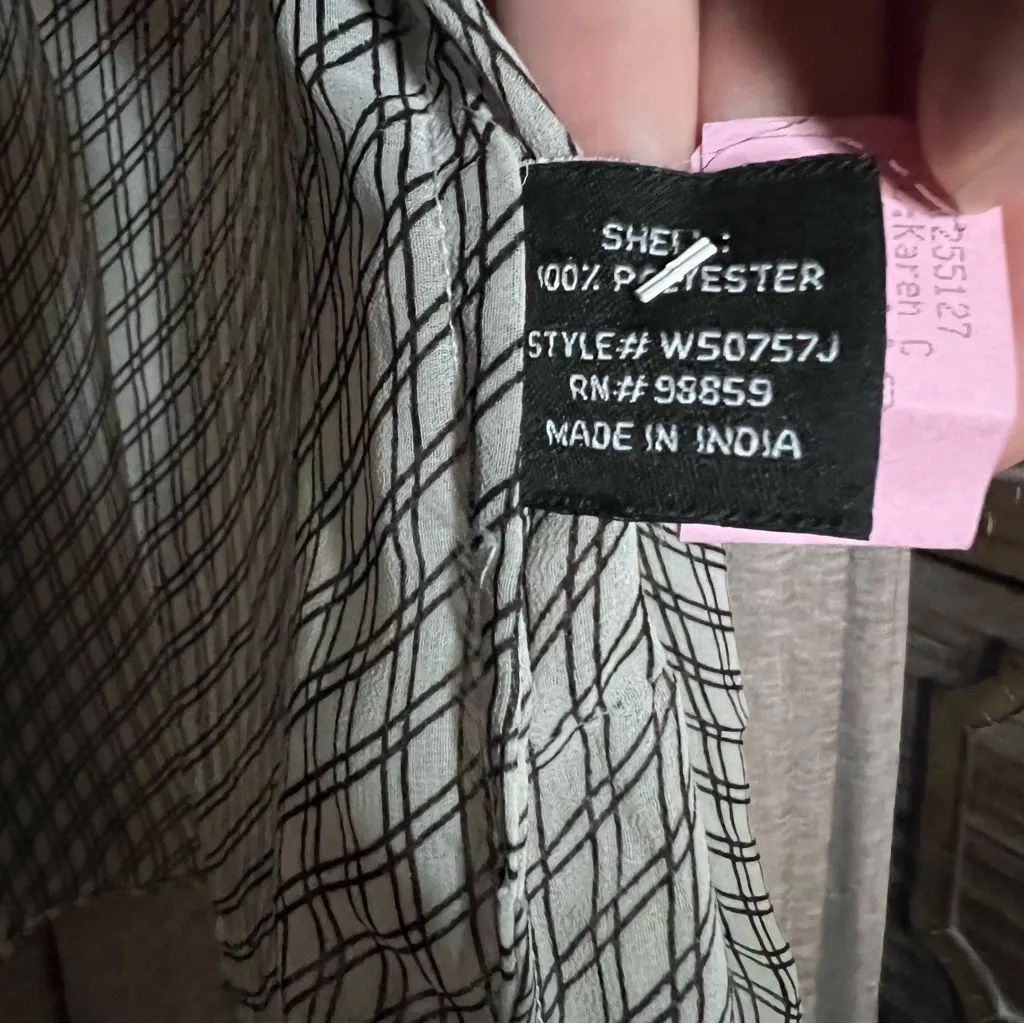 SHELL:
100% POLYESTER
STYLE# W50757J
RN# 98859
MADE IN INDIA
255127
:Karen C